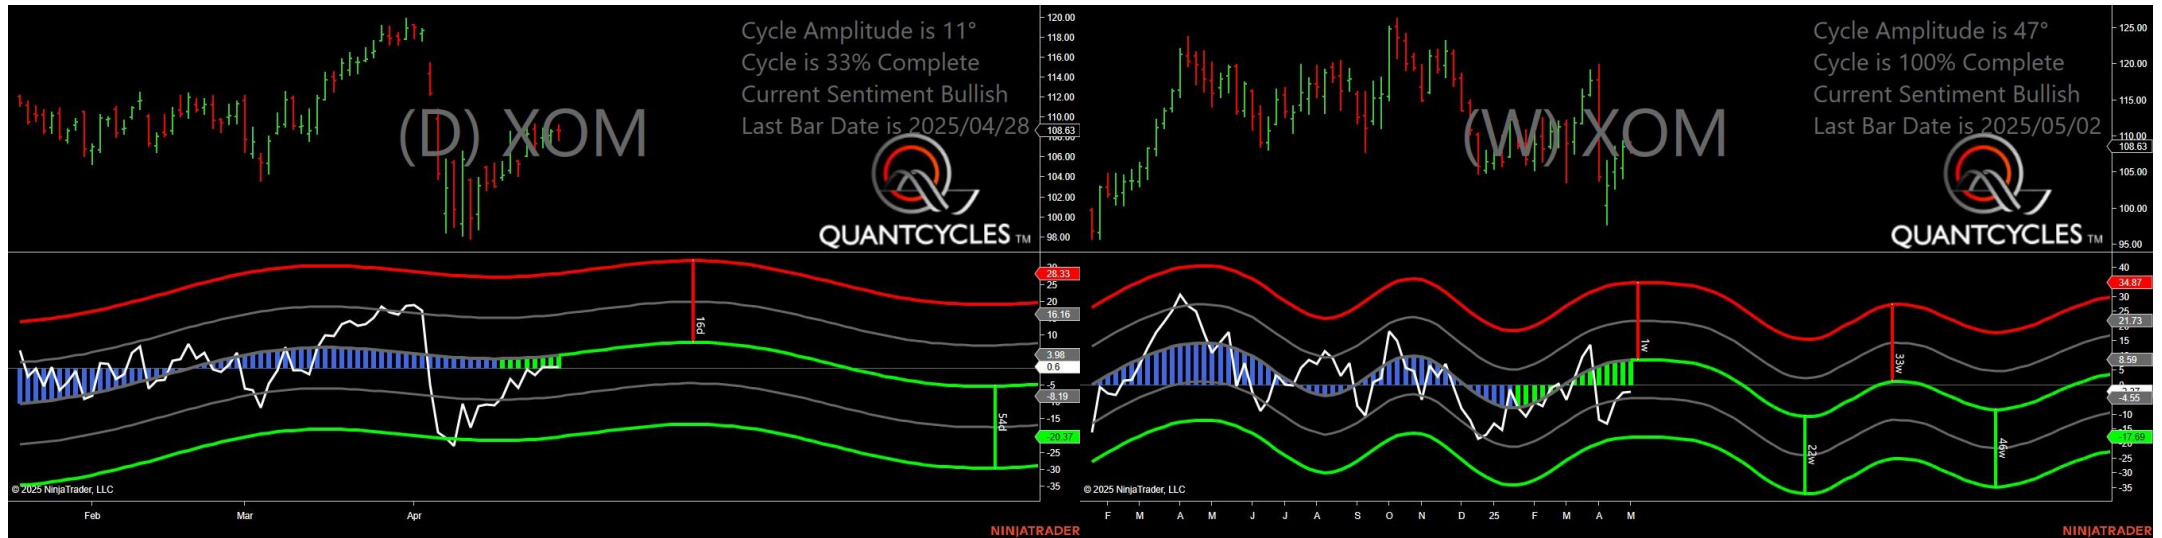 Cycle Amplitude is 11°
Cycle is 33% Complete
Current Sentiment Bullish
Last Bar Date is 2025/04/28
(D) XOM
QUANTCYCLES TM
120.00
118.00
116.00
114.00
112.00
110.00
108.63
106.00
104.00
102.00
100.00
98.00
28.33
25
20
16.16
10
3.98
0.6
-5
-8.19
-15
-20.37
-25
-30
-35
16d
54d
© 2025 NinjaTrader, LLC
Feb Mar Apr
NINJATRADER
Cycle Amplitude is 47°
Cycle is 100% Complete
Current Sentiment Bullish
Last Bar Date is 2025/05/02
(W) XOM
QUANTCYCLES TM
125.00
120.00
115.00
110.00
108.63
105.00
100.00
95.00
40
34.87
30
21.73
15
8.59
5
-4.55
-10
-17.69
-25
-30
-35
1w
33w
22w
46w
© 2025 NinjaTrader, LLC
F M A M J J A S O N D 25 F M A M
NINJATRADER